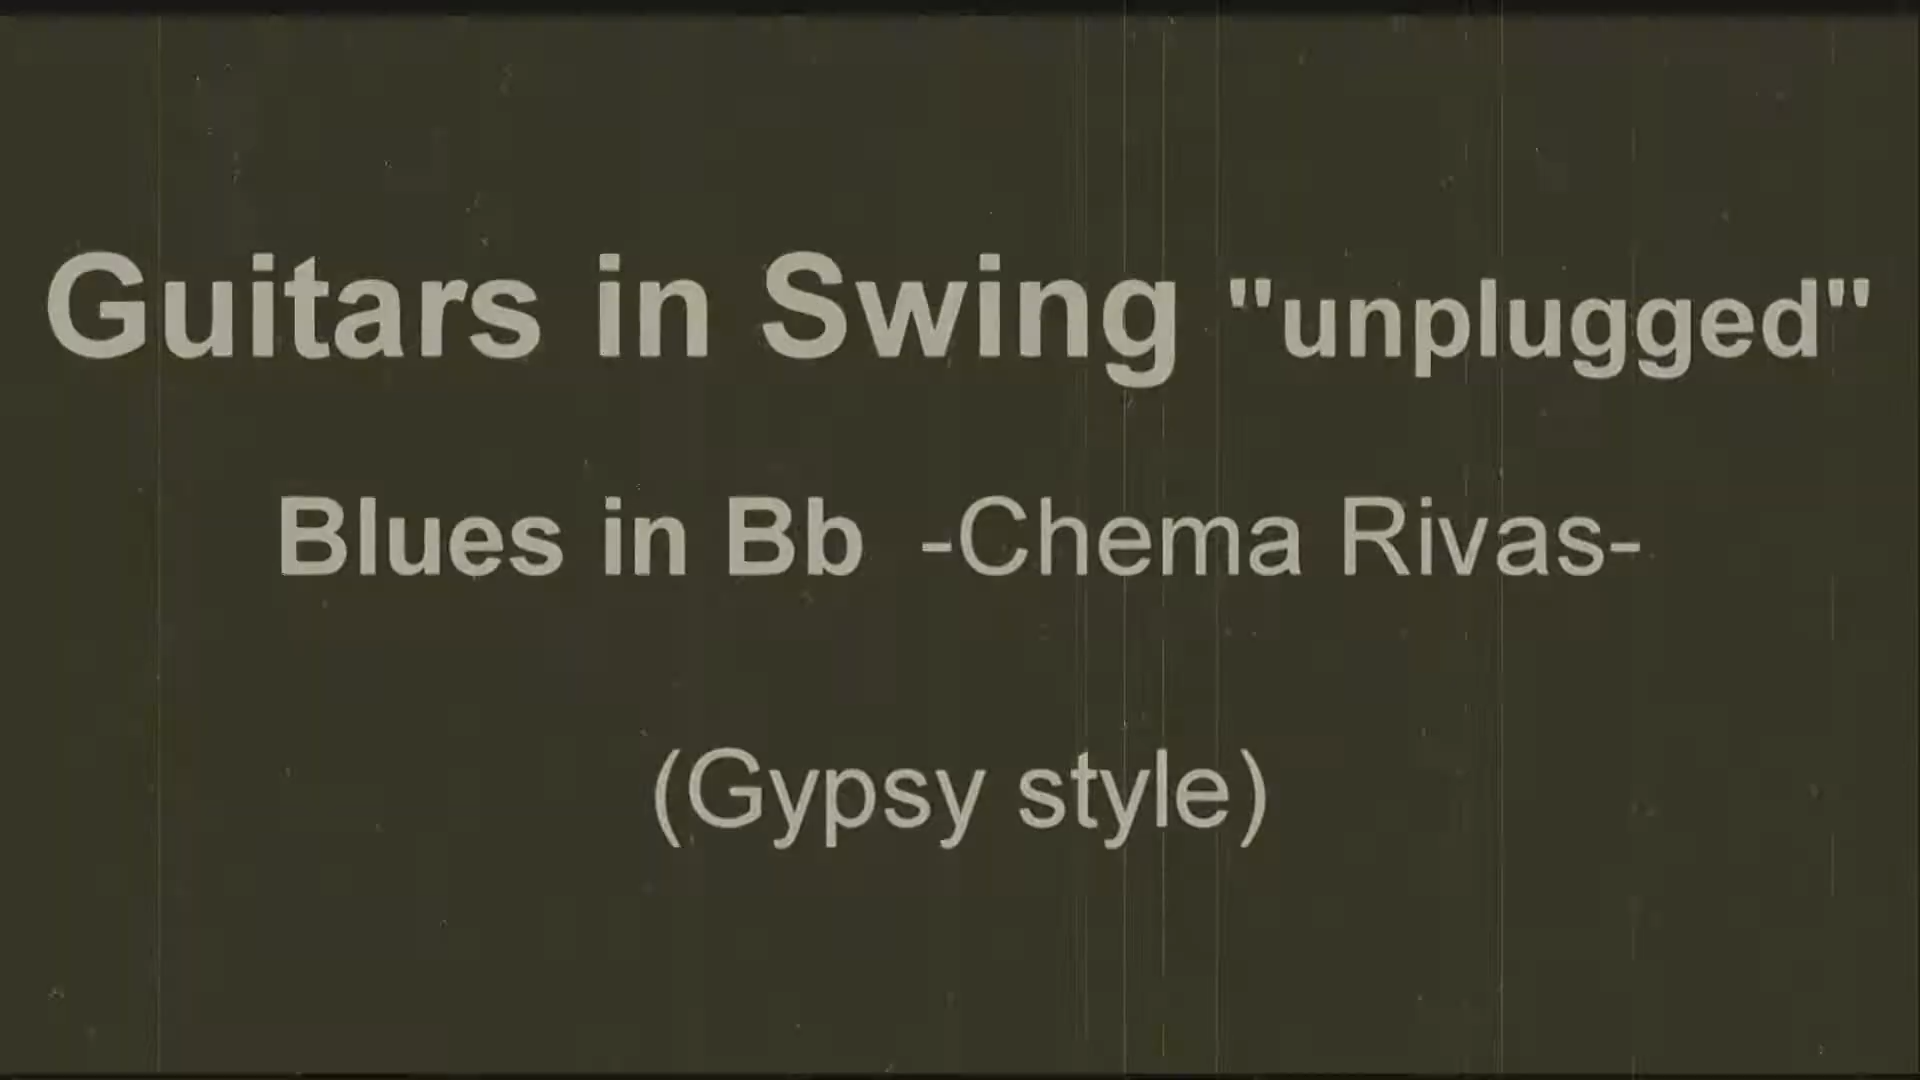 Guitars in Swing "unplugged"
Blues in Bb -Chema Rivas-
(Gypsy style)